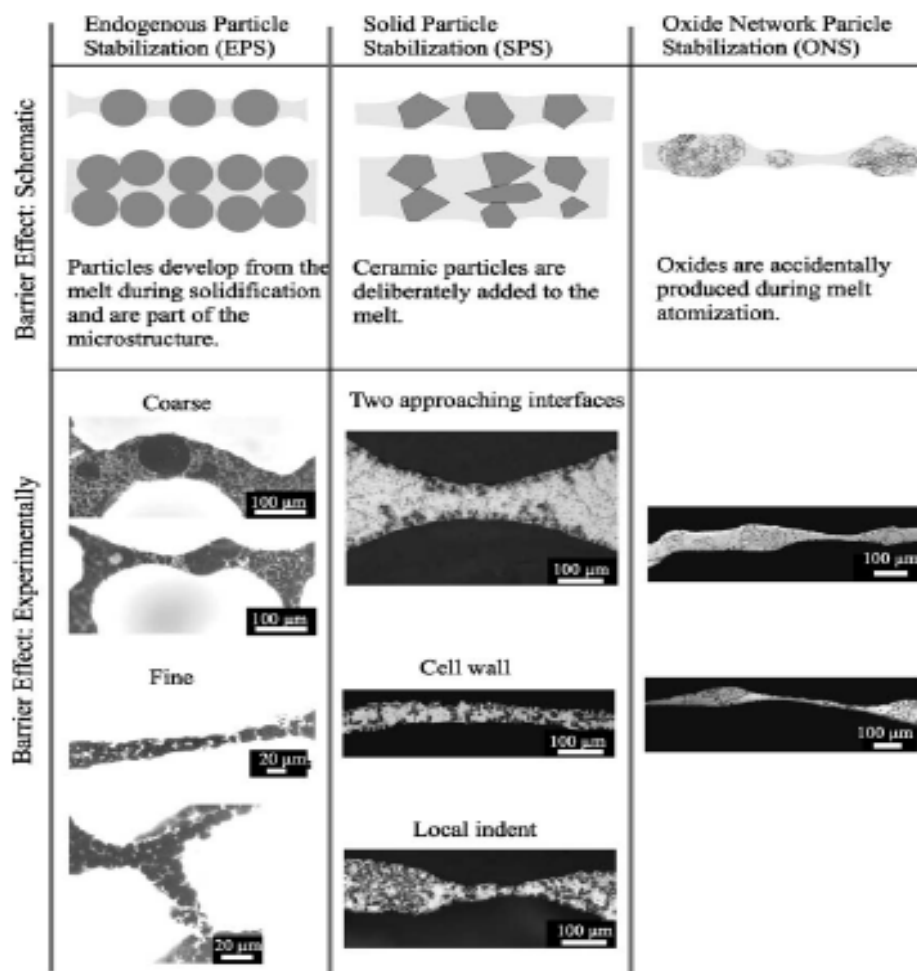 Endogenous Particle
Stabilization (EPS)
Solid Particle
Stabilization (SPS)
Oxide Network Paricle
Stabilization (ONS)
Barrier Effect: Schematic
Particles develop from the
melt during solidification
and are part of the
microstructure.
Ceramic particles are
deliberately added to the
melt.
Oxides are accidentally
produced during melt
atomization.
Barrier Effect: Experimentally
Coarse
100 µm
100 µm
Fine
20 µm
20 µm
Two approaching interfaces
100 µm
Cell wall
100 µm
Local indent
100 µm
100 µm
100 µm